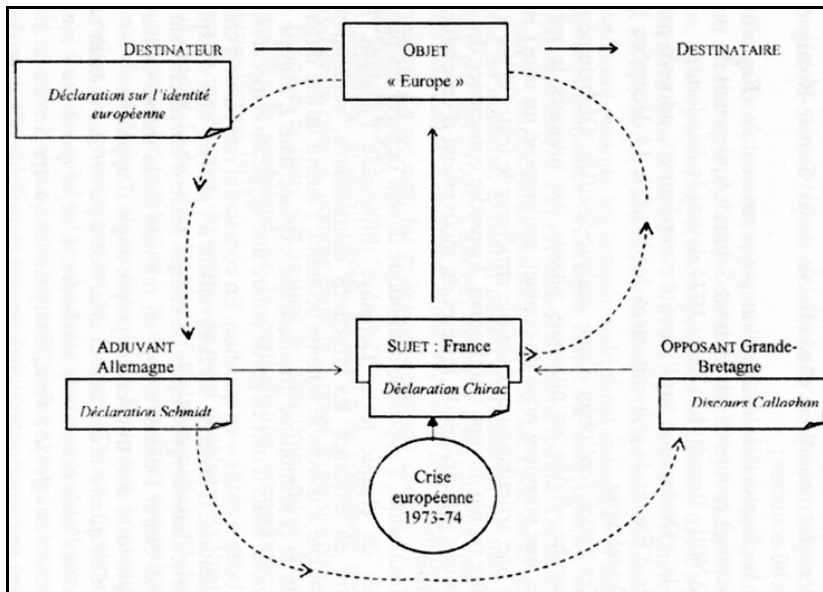 DESTINATEUR
OBJET
« Europe »
DESTINATAIRE
Déclaration sur l'identité
européenne
ADJUVANT
Allemagne
Déclaration Schmidt
SUJET : France
Déclaration Chirac
OPPOSANT Grande-
Bretagne
Discours Callaghan
Crise
européenne
1973-74